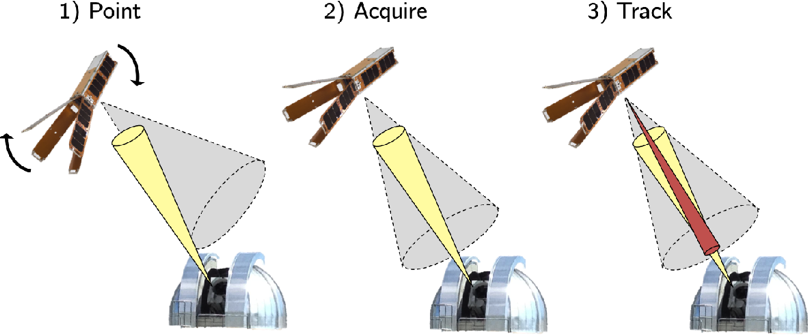 1) Point
2) Acquire
3) Track